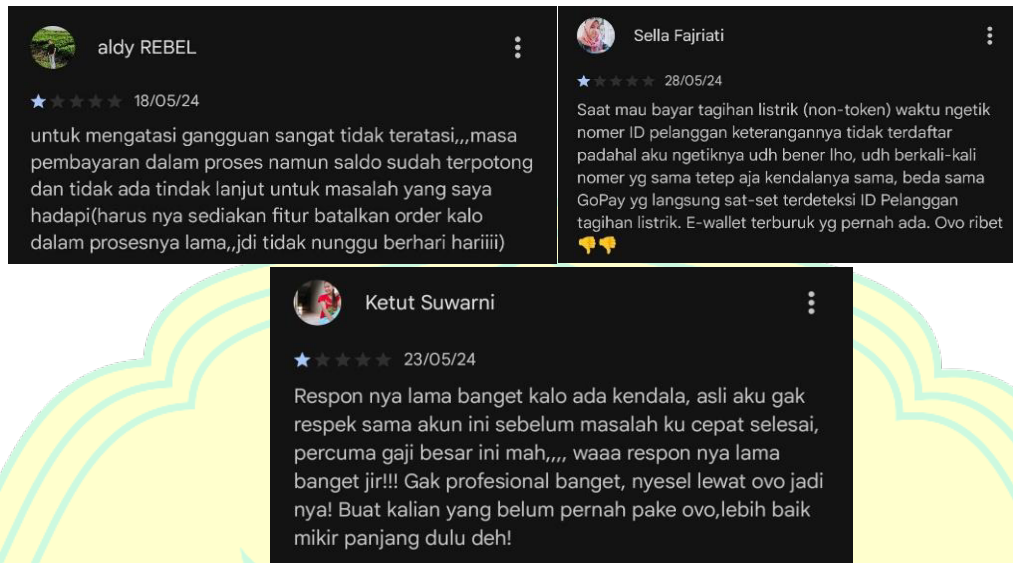 aldy REBEL
18/05/24
untuk mengatasi gangguan sangat tidak teratasi,,,masa
pembayaran dalam proses namun saldo sudah terpotong
dan tidak ada tindak lanjut untuk masalah yang saya
hadapi(harus nya sediakan fitur batalkan order kalo
dalam prosesnya lama,,jdi tidak nunggu berhari hariiii)
Sella Fajriati
28/05/24
Saat mau bayar tagihan listrik (non-token) waktu ngetik
nomer ID pelanggan keterangannya tidak terdaftar
padahal aku ngetiknya udh bener lho, udh berkali-kali
nomer yg sama tetep aja kendalanya sama, beda sama
GoPay yg langsung sat-set terdeteksi ID Pelanggan
tagihan listrik. E-wallet terburuk yg pernah ada. Ovo ribet
👎👎
Ketut Suwarni
23/05/24
Respon nya lama banget kalo ada kendala, asli aku gak
respek sama akun ini sebelum masalah ku cepat selesai,
percuma gaji besar ini mah,,,, waaa respon nya lama
banget jir!!! Gak profesional banget, nyesel lewat ovo jadi
nya! Buat kalian yang belum pernah pake ovo,lebih baik
mikir panjang dulu deh!